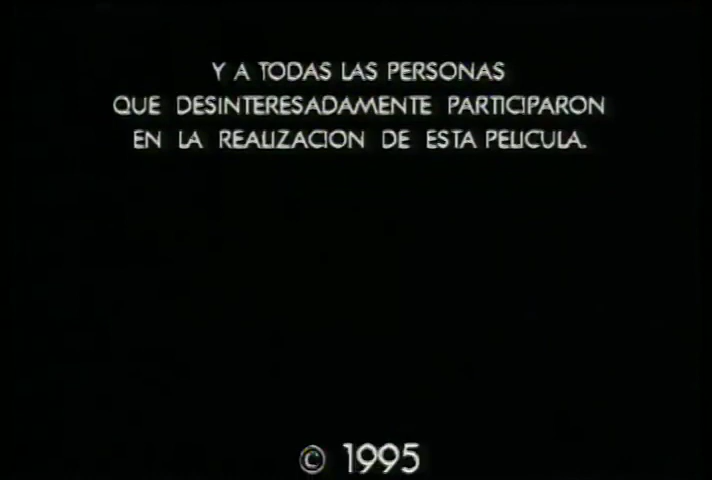 Y A TODAS LAS PERSONAS
QUE DESINTERESADAMENTE PARTICIPARON
EN LA REALIZACION DE ESTA PELICULA.
© 1995